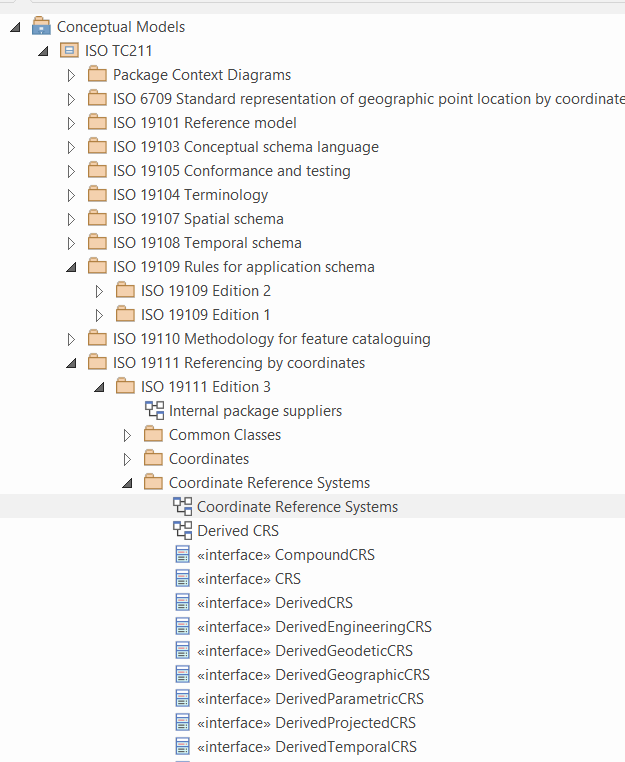 Conceptual Models
ISO TC211
Package Context Diagrams
ISO 6709 Standard representation of geographic point location by coordinate
ISO 19101 Reference model
ISO 19103 Conceptual schema language
ISO 19105 Conformance and testing
ISO 19104 Terminology
ISO 19107 Spatial schema
ISO 19108 Temporal schema
ISO 19109 Rules for application schema
ISO 19109 Edition 2
ISO 19109 Edition 1
ISO 19110 Methodology for feature cataloguing
ISO 19111 Referencing by coordinates
ISO 19111 Edition 3
Internal package suppliers
Common Classes
Coordinates
Coordinate Reference Systems
Coordinate Reference Systems
Derived CRS
«interface» CompoundCRS
«interface» CRS
«interface» DerivedCRS
«interface» DerivedEngineeringCRS
«interface» DerivedGeodeticCRS
«interface» DerivedGeographicCRS
«interface» DerivedParametricCRS
«interface» DerivedProjectedCRS
«interface» DerivedTemporalCRS